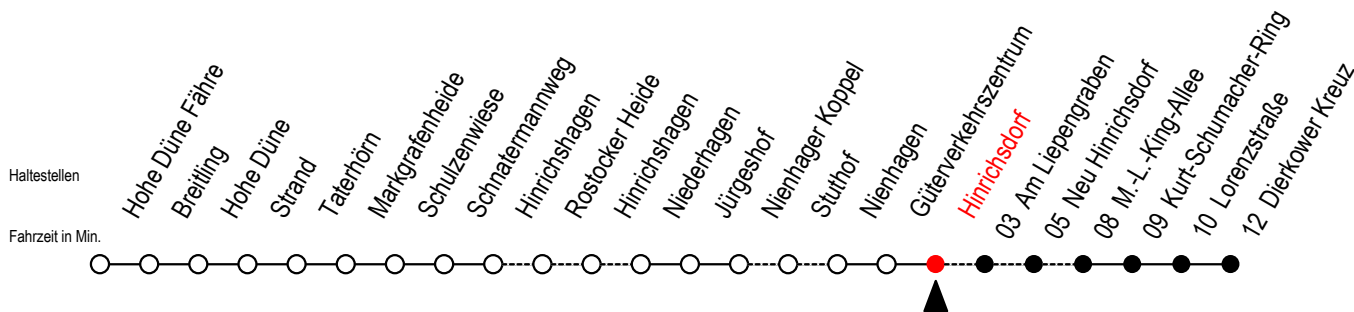 Haltestellen
Fahrzeit in Min.
Hohe Düne Fähre
Breitling
Hohe Düne
Strand
Taterhörn
Markgrafenheide
Schulzenwiese
Schnatermannweg
Hinrichshagen
Rostocker Heide
Hinrichshagen
Niederhagen
Jürgeshof
Nienhager Koppel
Stuthof
Nienhagen
Güterverkehrszentrum
Hinrichsdorf
03 Am Liepengraben
05 Neu Hinrichsdorf
08 M.-L.-King-Allee
09 Kurt-Schumacher-Ring
10 Lorenzstraße
12 Dierkower Kreuz